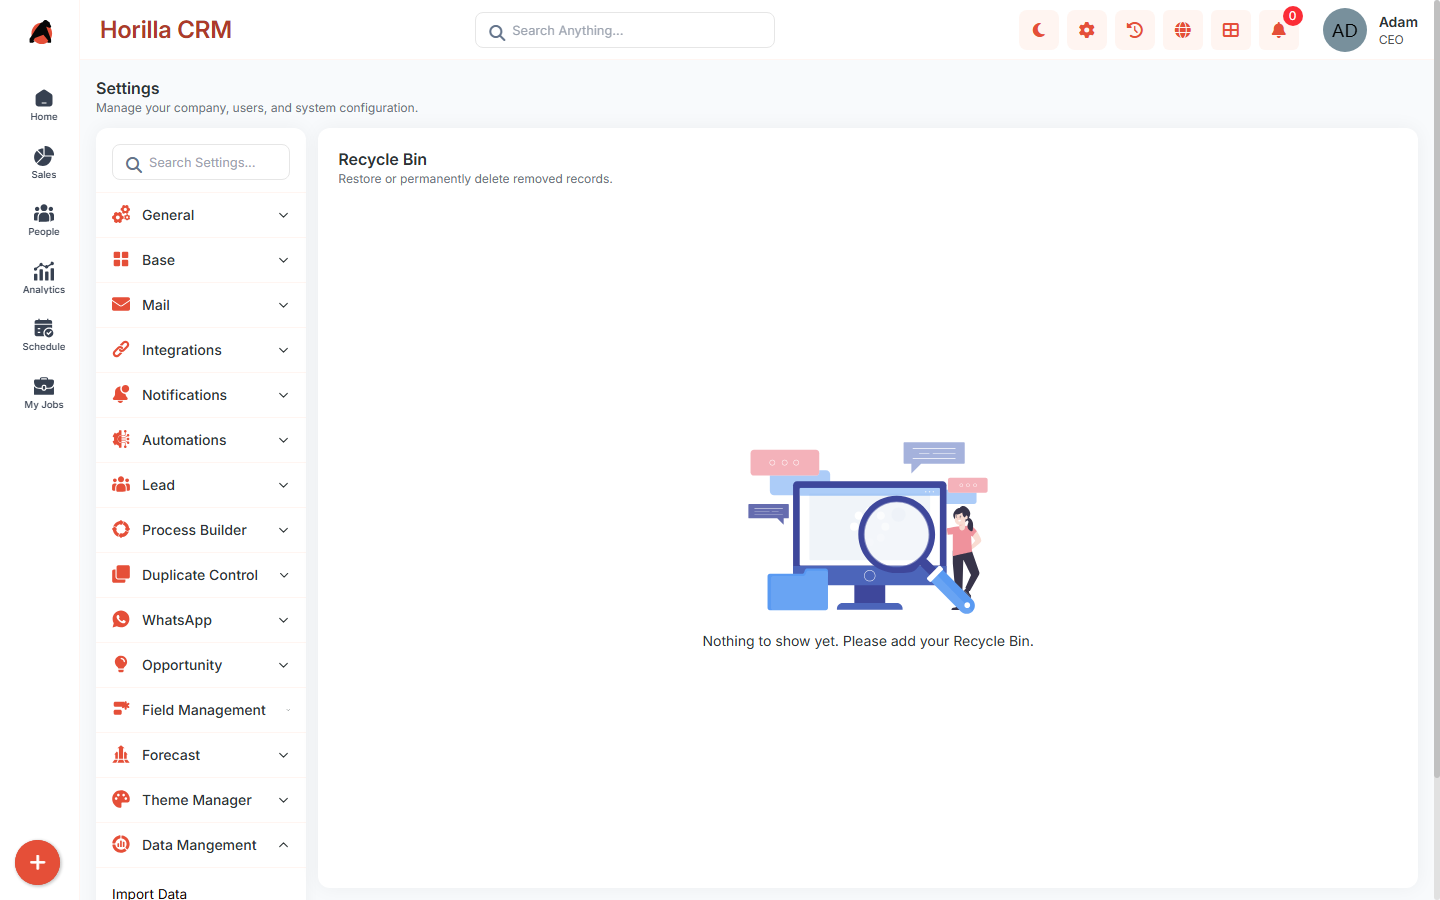 Horilla CRM
Search Anything...
0
AD
Adam
CEO
Home
Sales
People
Analytics
Schedule
My Jobs
Settings
Manage your company, users, and system configuration.
Search Settings...
General
Base
Mail
Integrations
Notifications
Automations
Lead
Process Builder
Duplicate Control
WhatsApp
Opportunity
Field Management
Forecast
Theme Manager
Data Mangement
Import Data
Recycle Bin
Restore or permanently delete removed records.
Nothing to show yet. Please add your Recycle Bin.